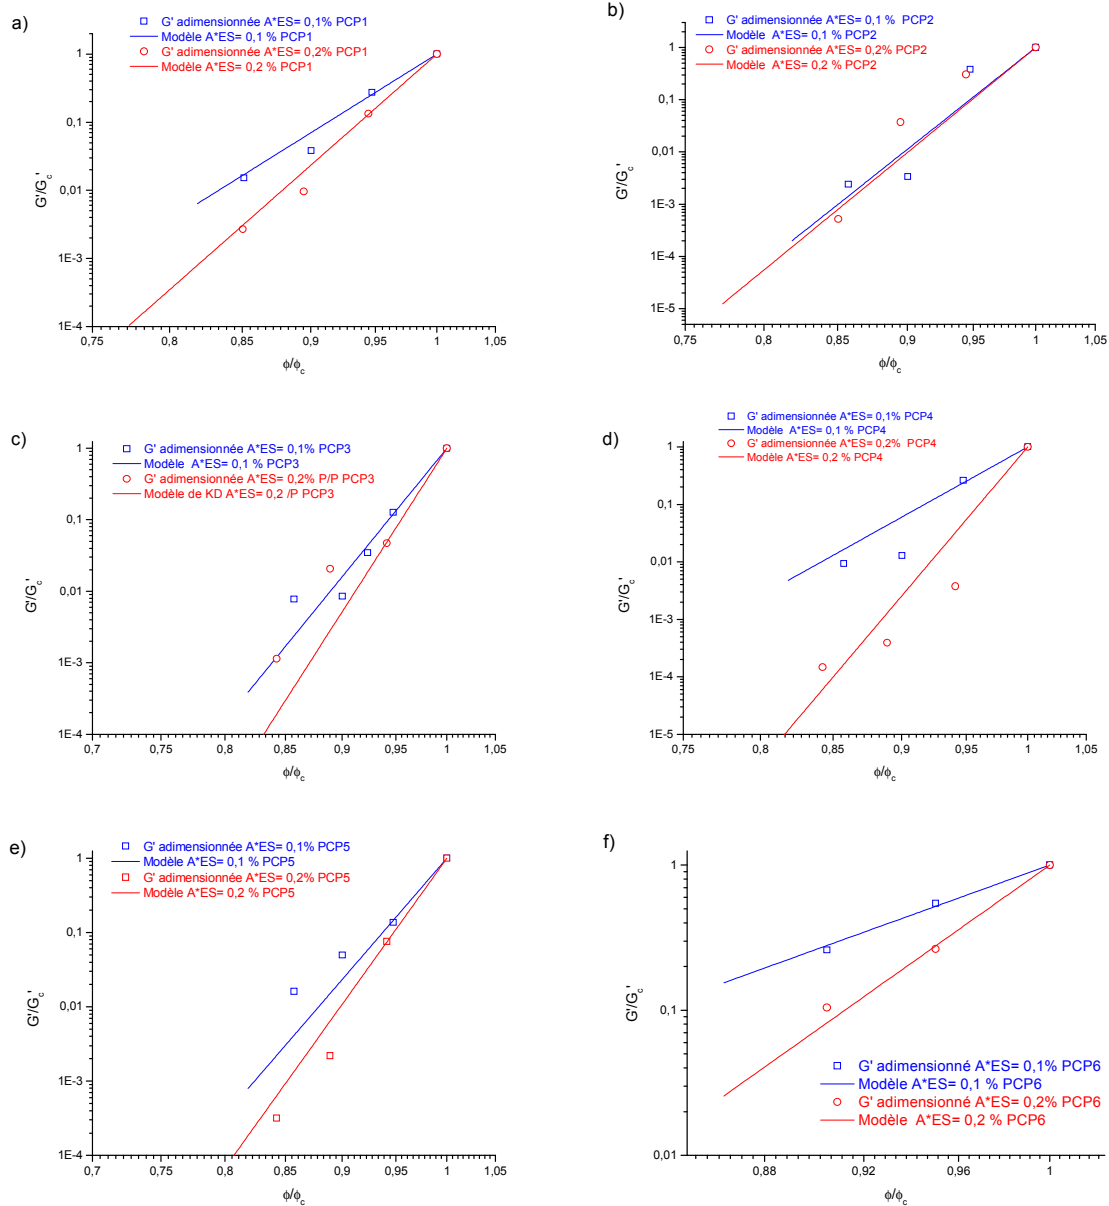 a)
G' adimensionnée A*ES= 0,1% PCP1
Modèle A*ES= 0,1 % PCP1
G' adimensionnée A*ES= 0,2% PCP1
Modèle A*ES= 0,2 % PCP1
1
0,1
0,01
1E-3
1E-4
G'/Gc'
0,75 0,8 0,85 0,9 0,95 1 1,05
ϕ/ϕc
b)
G' adimensionnée A*ES= 0,1 % PCP2
Modèle A*ES= 0,1 % PCP2
G' adimensionnée A*ES= 0,2% PCP2
Modèle A*ES= 0,2 % PCP2
1
0,1
0,01
1E-3
1E-4
1E-5
G'/Gc'
0,75 0,8 0,85 0,9 0,95 1 1,05
ϕ/ϕc
c)
G' adimensionnée A*ES= 0,1% PCP3
Modèle A*ES= 0,1 % PCP3
G' adimensionnée A*ES= 0,2% P/P PCP3
Modèle de KD A*ES= 0,2 /P PCP3
1
0,1
0,01
1E-3
1E-4
G'/Gc'
0,7 0,75 0,8 0,85 0,9 0,95 1 1,05
ϕ/ϕc
d)
G' adimensionnée A*ES= 0,1% PCP4
Modèle A*ES= 0,1 % PCP4
G' adimensionnée A*ES= 0,2% PCP4
Modèle A*ES= 0,2 % PCP4
1
0,1
0,01
1E-3
1E-4
1E-5
G'/Gc'
0,75 0,8 0,85 0,9 0,95 1 1,05
ϕ/ϕc
e)
G' adimensionnée A*ES= 0,1% PCP5
Modèle A*ES= 0,1 % PCP5
G' adimensionnée A*ES= 0,2% PCP5
Modèle A*ES= 0,2 % PCP5
1
0,1
0,01
1E-3
1E-4
G'/Gc'
0,7 0,75 0,8 0,85 0,9 0,95 1 1,05
ϕ/ϕc
f)
1
0,1
0,01
G'/Gc'
G' adimensionné A*ES= 0,1% PCP6
Modèle A*ES= 0,1 % PCP6
G' adimensionné A*ES= 0,2% PCP6
Modèle A*ES= 0,2 % PCP6
0,88 0,92 0,96 1
ϕ/ϕc